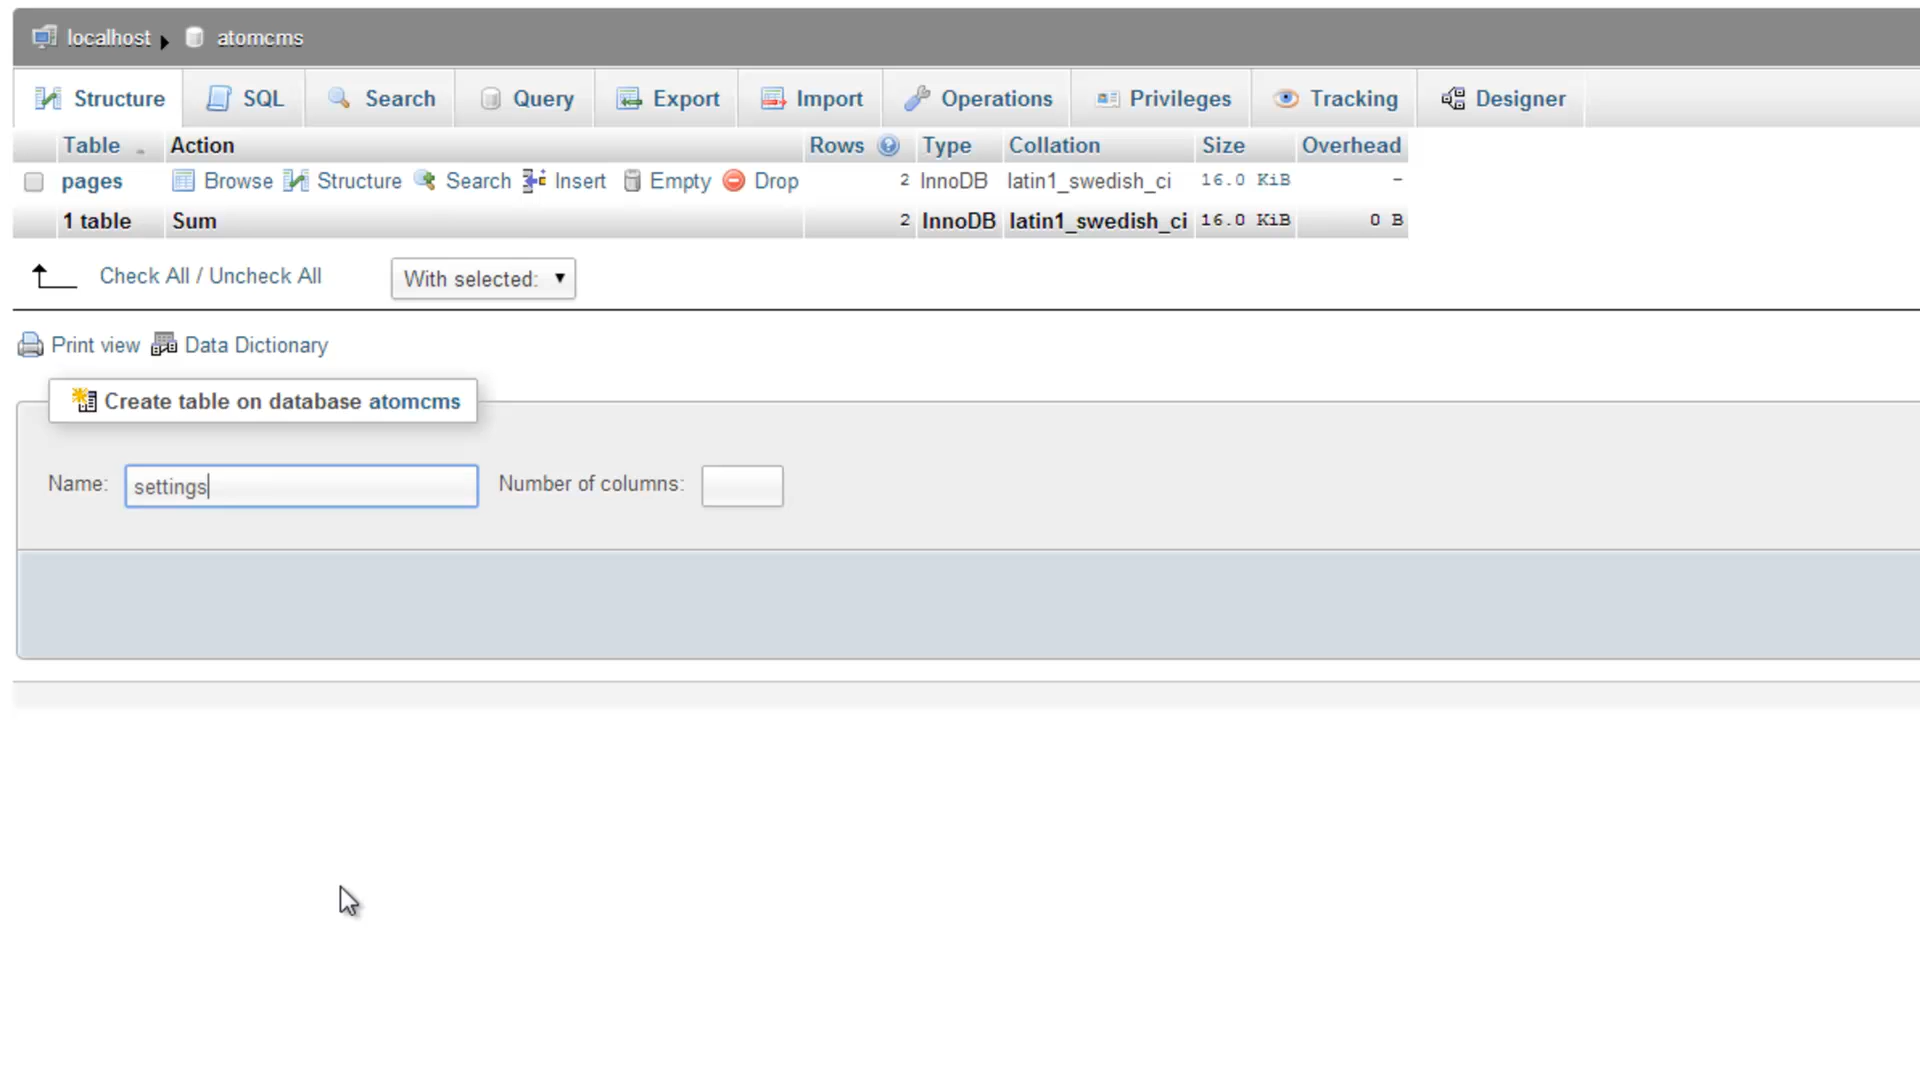 localhost atomcms
Structure SQL Search Query Export Import Operations Privileges Tracking Designer
Table Action Rows Type Collation Size Overhead
pages Browse Structure Search Insert Empty Drop 2 InnoDB latin1_swedish_ci 16.0 KiB -
1 table Sum 2 InnoDB latin1_swedish_ci 16.0 KiB 0 B
Check All / Uncheck All With selected:
Print view Data Dictionary
Create table on database atomcms
Name: settings Number of columns: